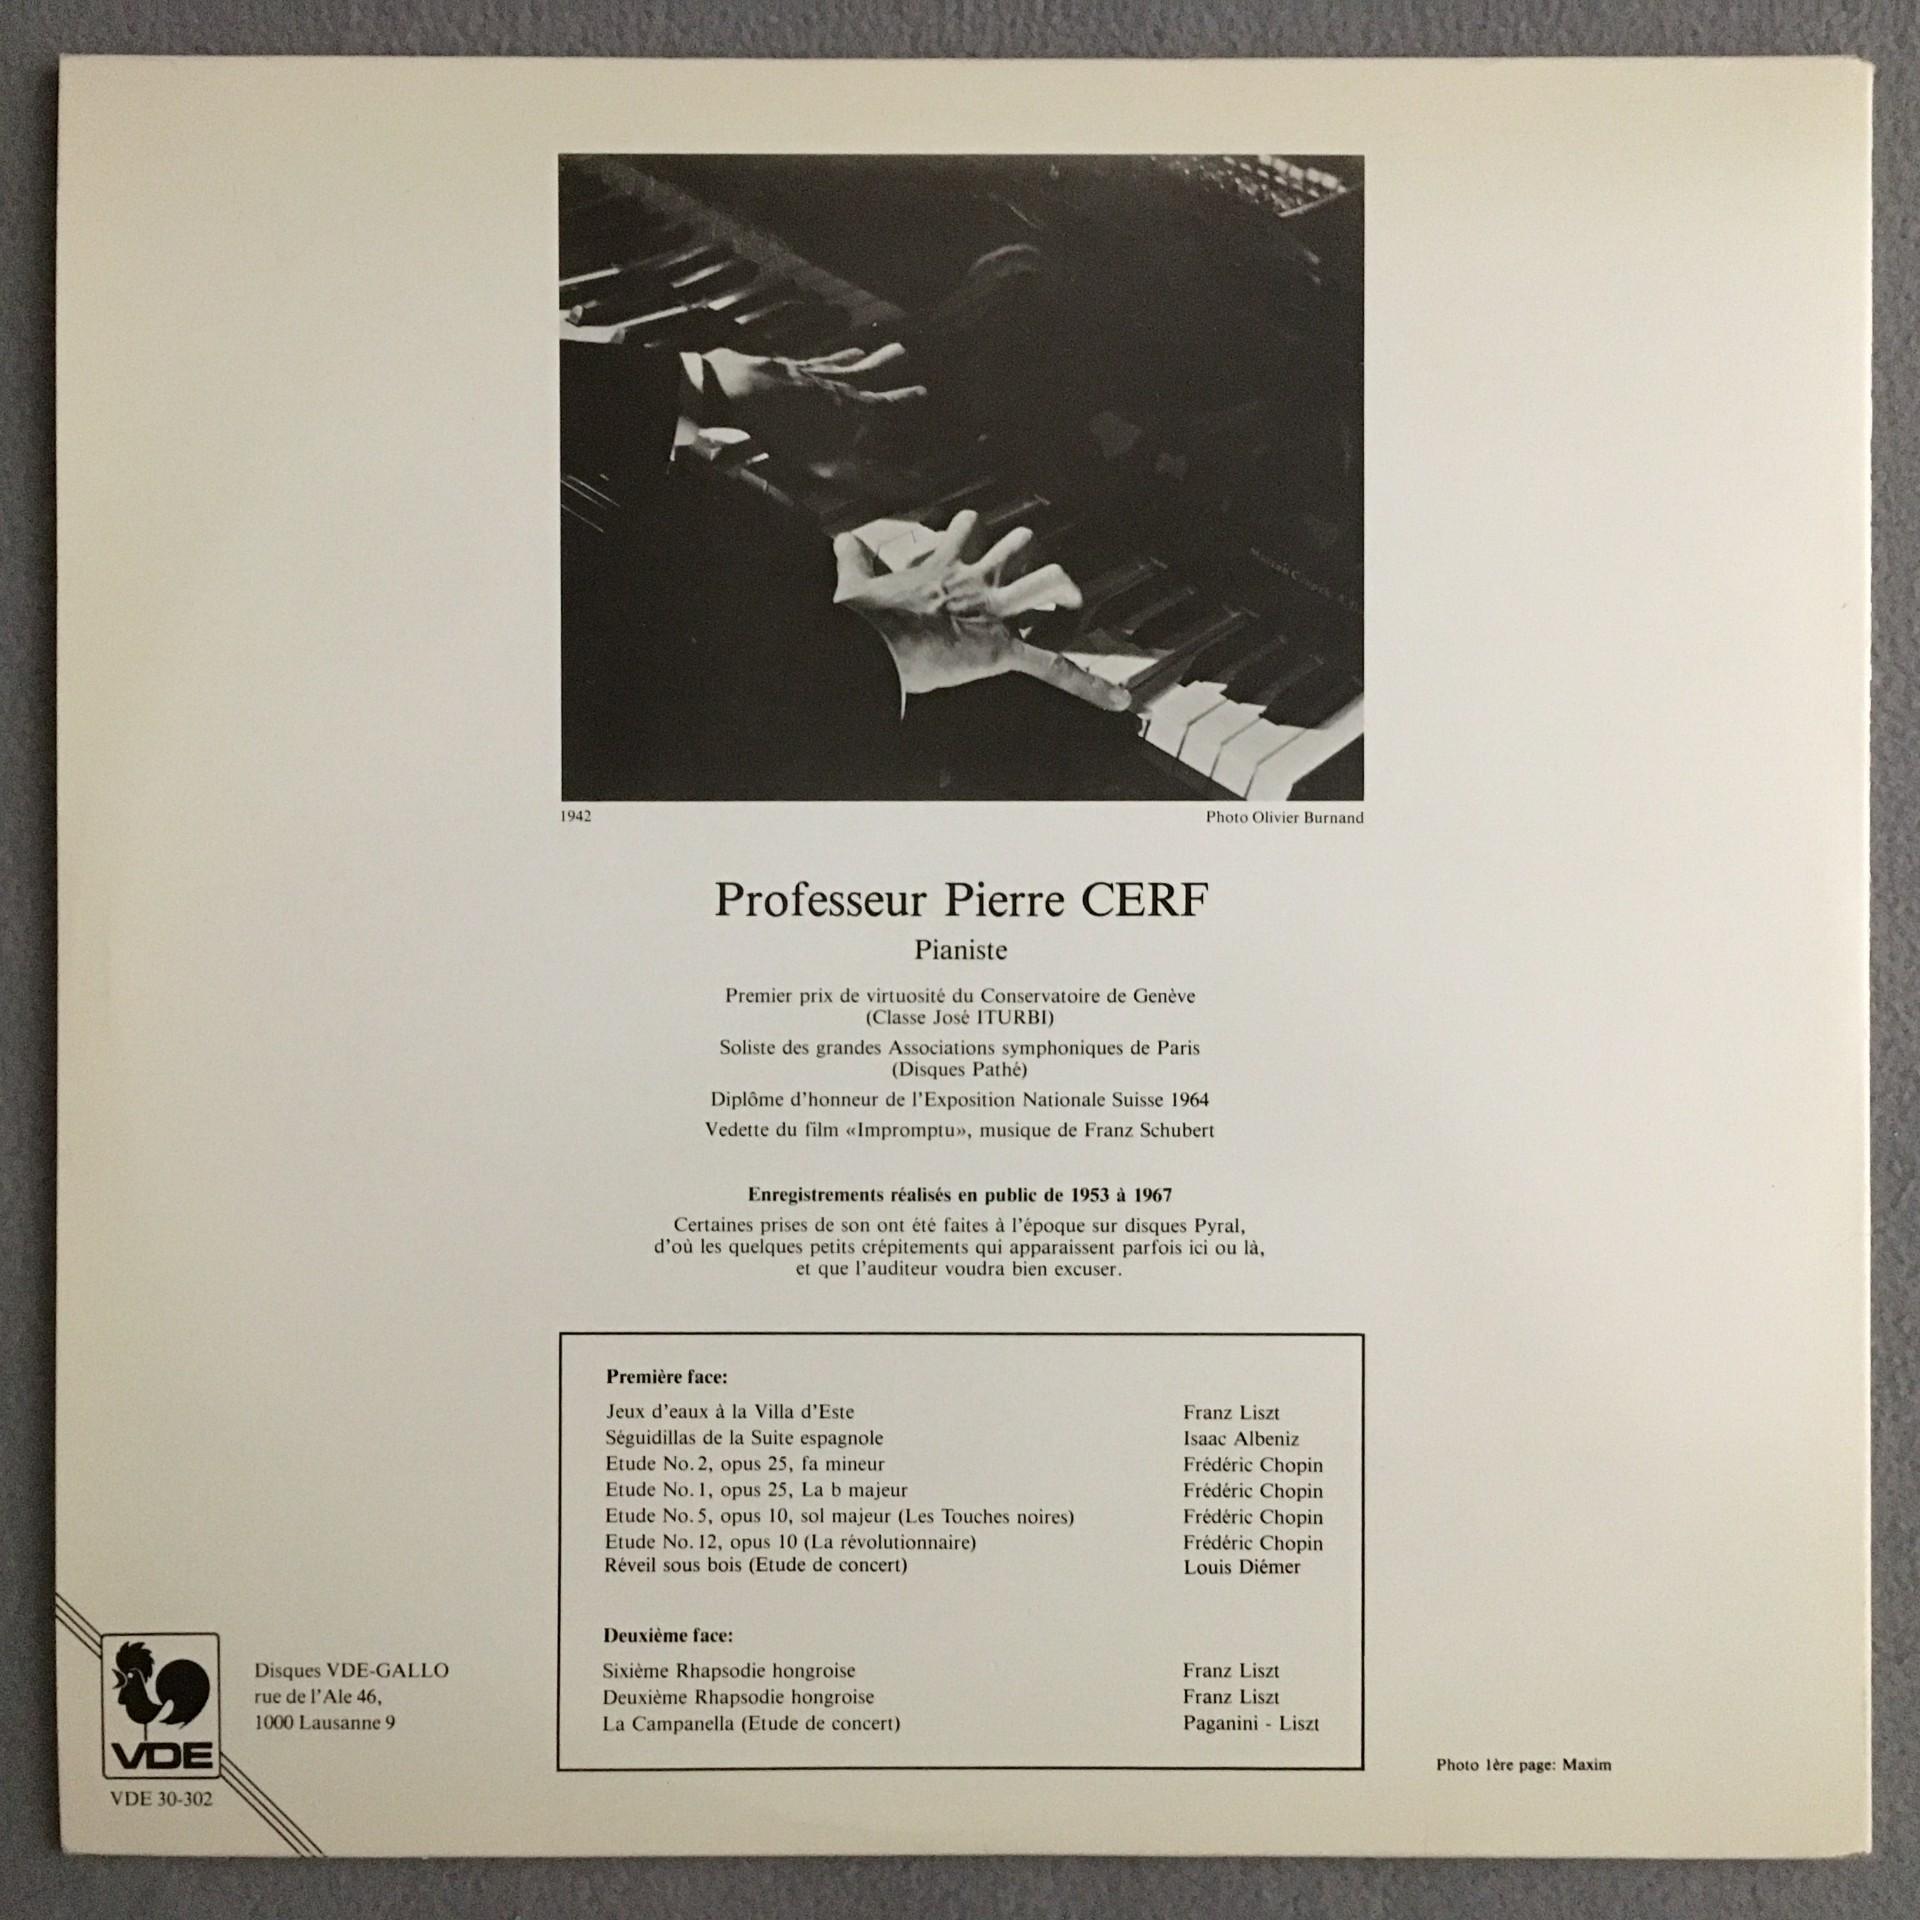 1942
Photo Olivier Burnand
Professeur Pierre CERF
Pianiste
Premier prix de virtuosité du Conservatoire de Genève
(Classe José ITURBI)
Soliste des grandes Associations symphoniques de Paris
(Disques Pathé)
Diplôme d'honneur de l'Exposition Nationale Suisse 1964
Vedette du film «Impromptu», musique de Franz Schubert
Enregistrements réalisés en public de 1953 à 1967
Certaines prises de son ont été faites à l'époque sur disques Pyral,
d'où les quelques petits crépitements qui apparaissent parfois ici ou là,
et que l'auditeur voudra bien excuser.
Première face:
Jeux d'eaux à la Villa d'Este Franz Liszt
Séguidillas de la Suite espagnole Isaac Albeniz
Etude No. 2, opus 25, fa mineur Frédéric Chopin
Etude No. 1, opus 25, La b majeur Frédéric Chopin
Etude No. 5, opus 10, sol majeur (Les Touches noires) Frédéric Chopin
Etude No. 12, opus 10 (La révolutionnaire) Frédéric Chopin
Réveil sous bois (Etude de concert) Louis Diémer
Deuxième face:
Sixième Rhapsodie hongroise Franz Liszt
Deuxième Rhapsodie hongroise Franz Liszt
La Campanella (Etude de concert) Paganini - Liszt
VDE
VDE 30-302
Disques VDE-GALLO
rue de l'Ale 46,
1000 Lausanne 9
Photo 1ère page: Maxim